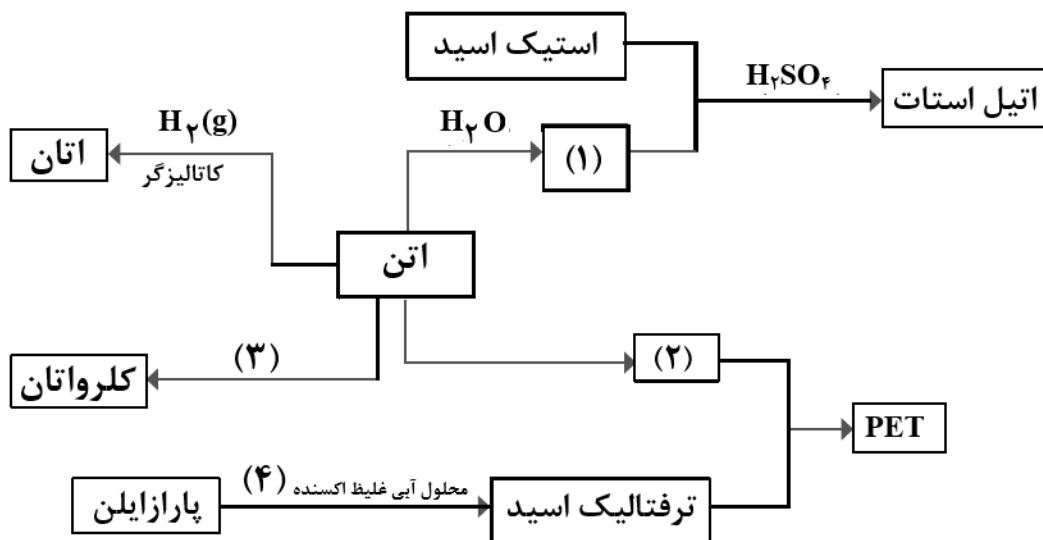 استیک اسید
H۲SO۴
اتیل استات
H۲(g)
H۲O
اتان
کاتالیزگر
(۱)
اتن
(۳)
(۲)
کلرواتان
PET
(۴) محلول آبی غلیظ اکسنده
پارازایلن
ترفتالیک اسید